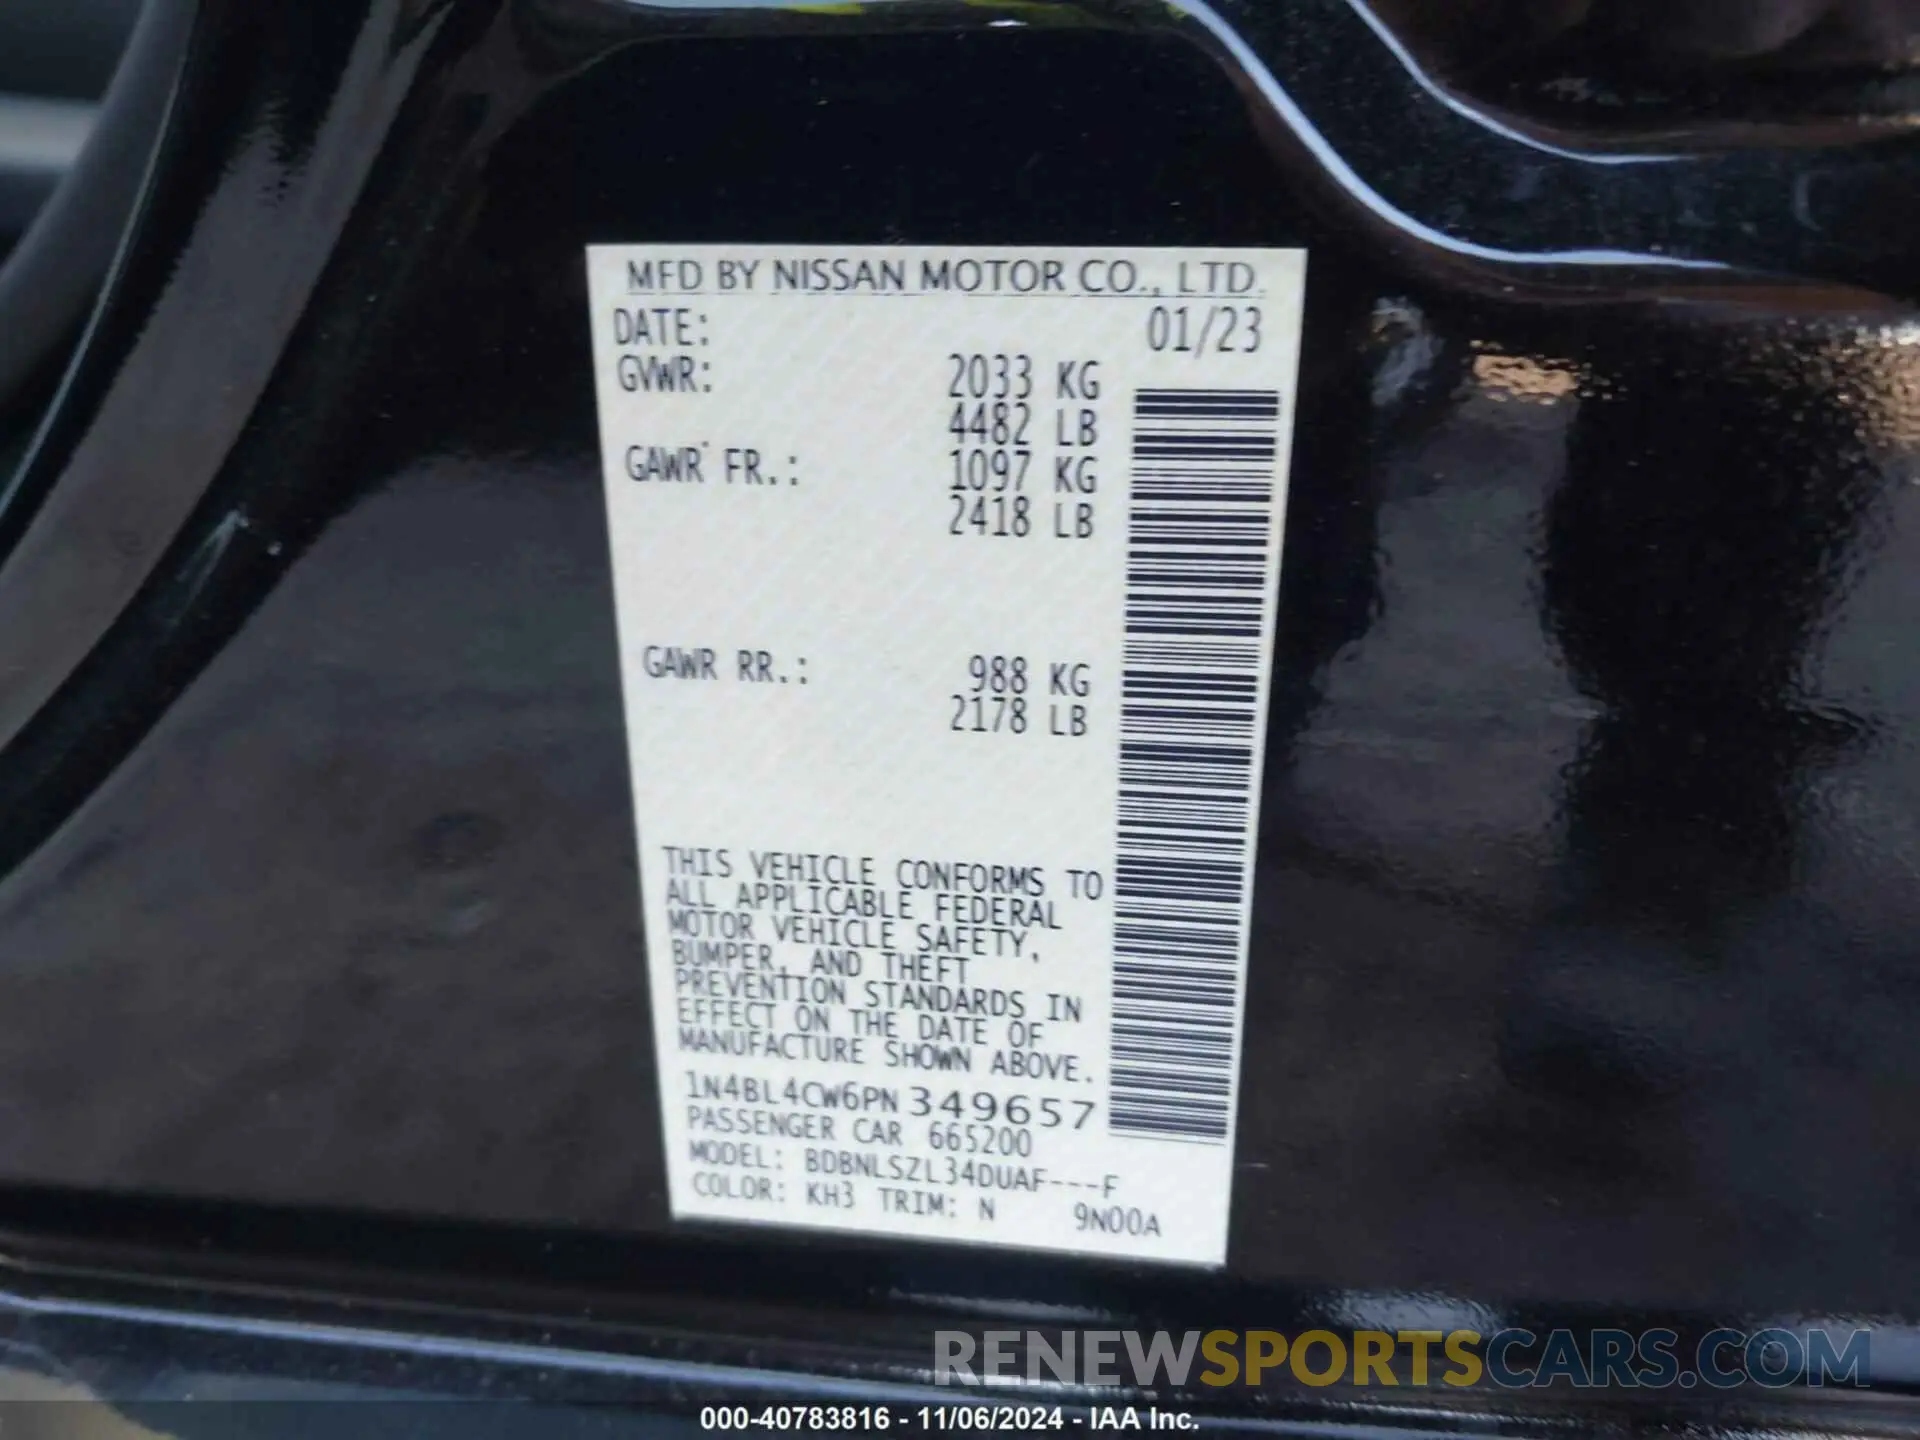 MFD BY NISSAN MOTOR CO., LTD.
DATE: 01/23
GVWR: 2033 KG
4482 LB
GAWR FR.: 1097 KG
2418 LB
GAWR RR.: 988 KG
2178 LB
THIS VEHICLE CONFORMS TO
ALL APPLICABLE FEDERAL
MOTOR VEHICLE SAFETY,
BUMPER, AND THEFT
PREVENTION STANDARDS IN
EFFECT ON THE DATE OF
MANUFACTURE SHOWN ABOVE.
1N4BL4CW6PN349657
PASSENGER CAR 665200
MODEL: BDBNLSZL34DUAF---F
COLOR: KH3 TRIM: N 9N00A
RENEWSPORTSCARS.COM
000-40783816 - 11/06/2024 - IAA Inc.